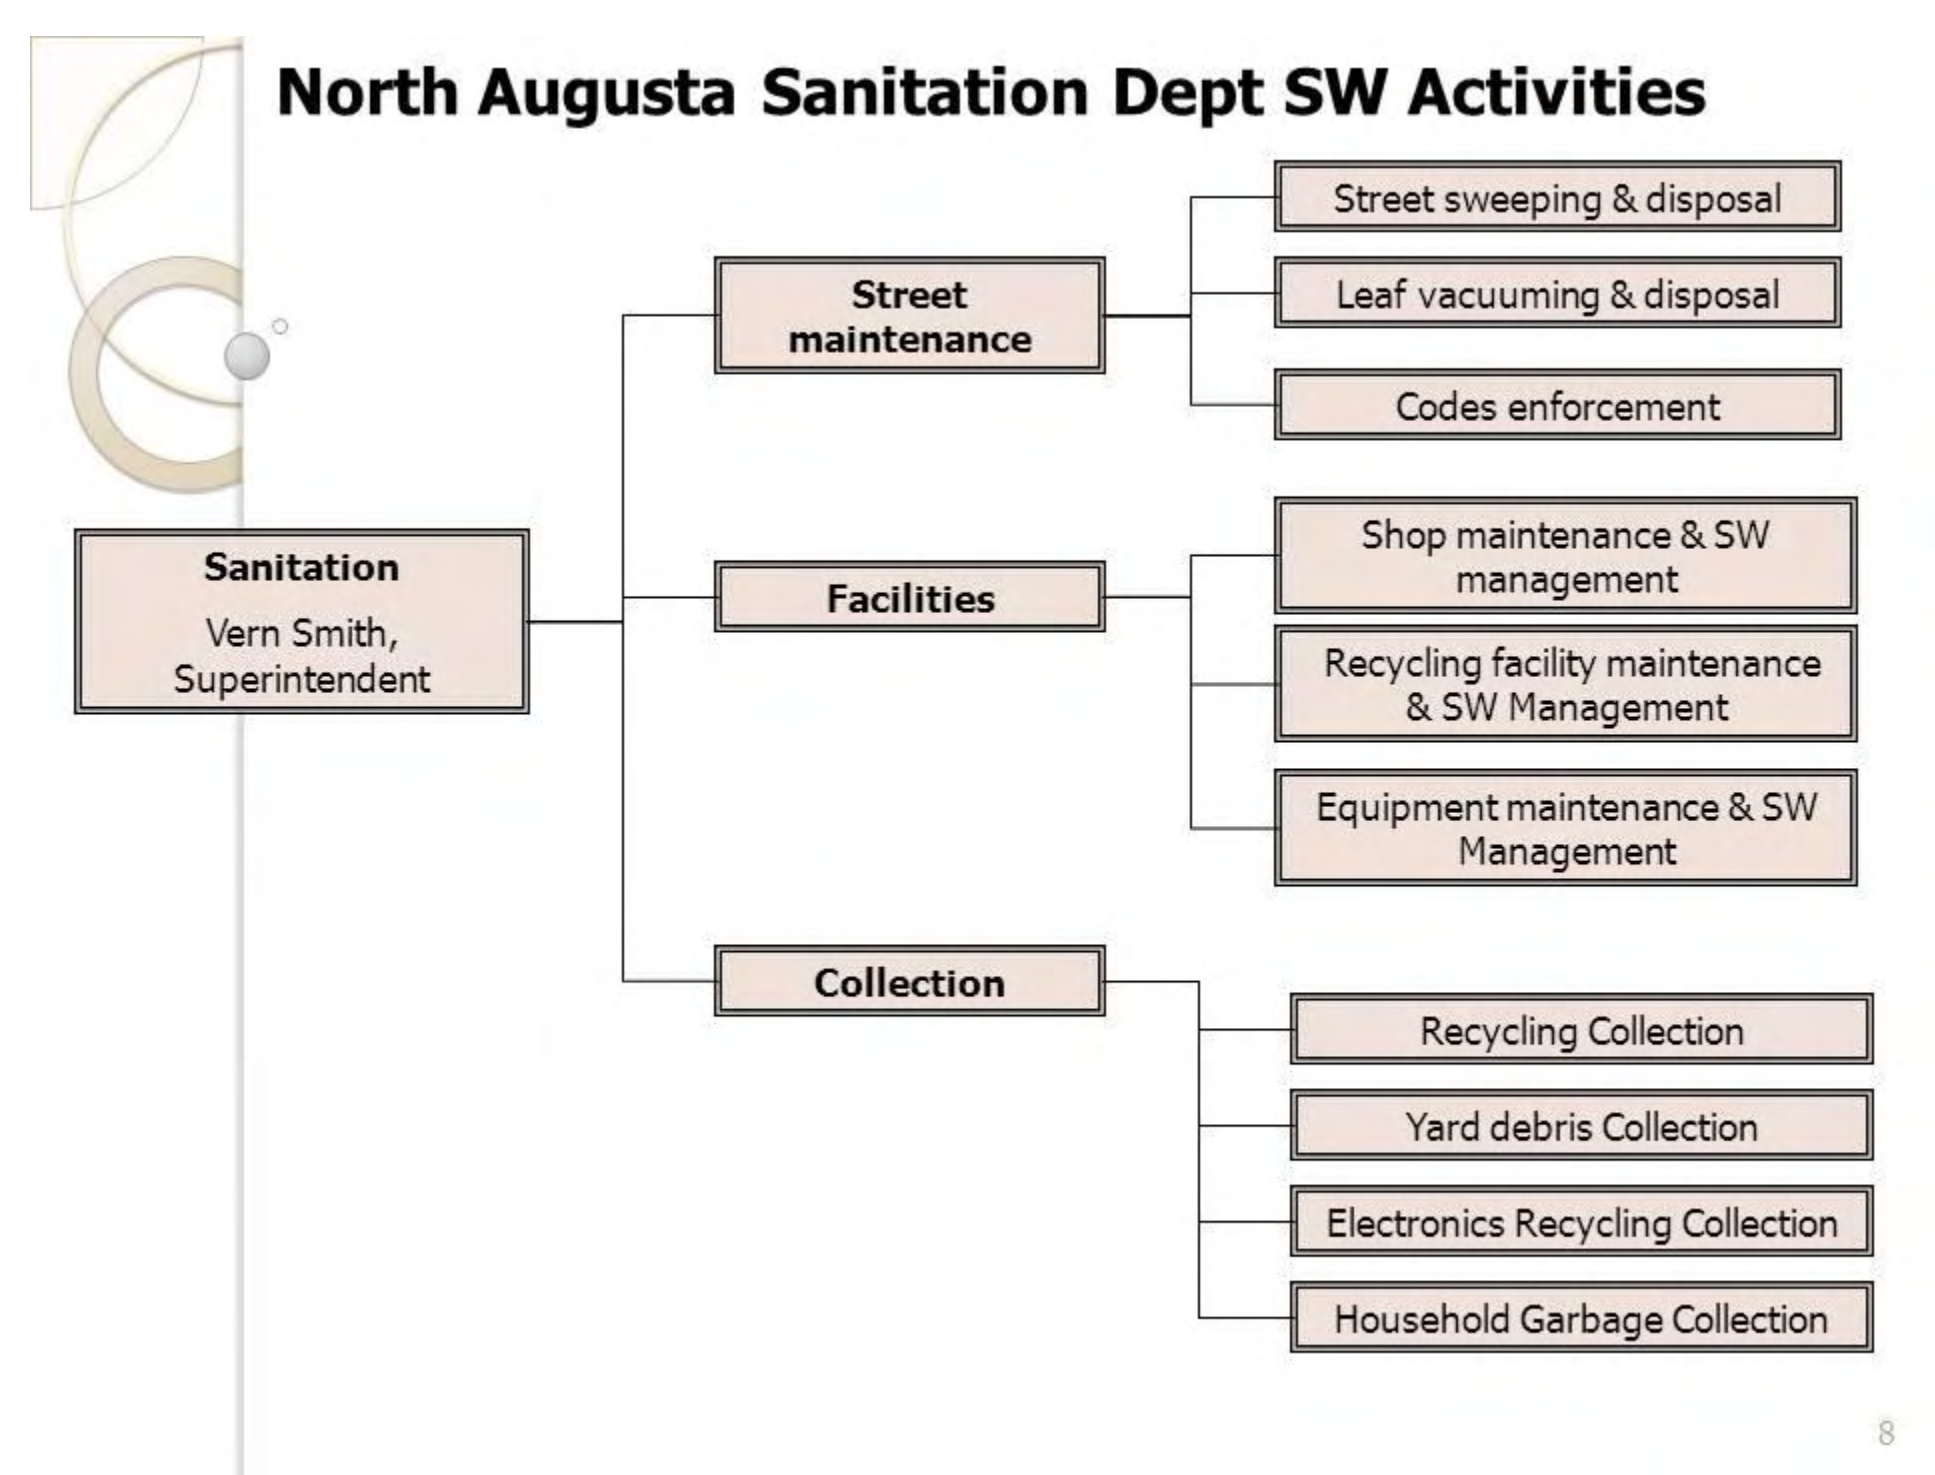 North Augusta Sanitation Dept SW Activities
Street sweeping & disposal
Street
maintenance
Leaf vacuuming & disposal
Codes enforcement
Sanitation
Vern Smith,
Superintendent
Facilities
Shop maintenance & SW
management
Recycling facility maintenance
& SW Management
Equipment maintenance & SW
Management
Collection
Recycling Collection
Yard debris Collection
Electronics Recycling Collection
Household Garbage Collection
8